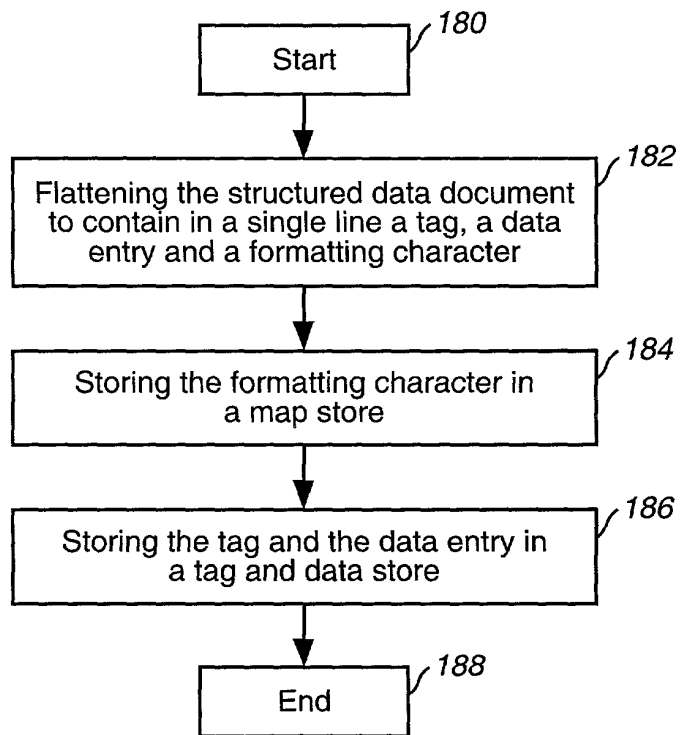 180
Start
182
Flattening the structured data document
to contain in a single line a tag, a data
entry and a formatting character
184
Storing the formatting character in
a map store
186
Storing the tag and the data entry in
a tag and data store
188
End